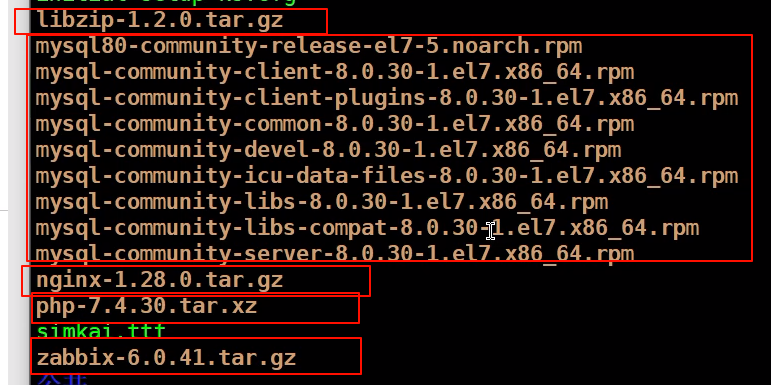 libzip-1.2.0.tar.gz
mysql80-community-release-el7-5.noarch.rpm
mysql-community-client-8.0.30-1.el7.x86_64.rpm
mysql-community-client-plugins-8.0.30-1.el7.x86_64.rpm
mysql-community-common-8.0.30-1.el7.x86_64.rpm
mysql-community-devel-8.0.30-1.el7.x86_64.rpm
mysql-community-icu-data-files-8.0.30-1.el7.x86_64.rpm
mysql-community-libs-8.0.30-1.el7.x86_64.rpm
mysql-community-libs-compat-8.0.30-1.el7.x86_64.rpm
mysql-community-server-8.0.30-1.el7.x86_64.rpm
nginx-1.28.0.tar.gz
php-7.4.30.tar.xz
simkai.ttf
zabbix-6.0.41.tar.gz